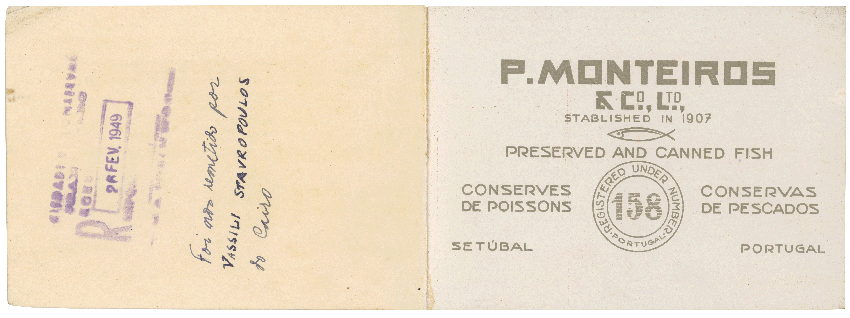 26 FEV. 1949
Foi nos remetido por
VASSILI STAVROPOULOS
do Cairo
P. MONTEIROS
& CO., LTD.,
STABLISHED IN 1907
PRESERVED AND CANNED FISH
CONSERVES
DE POISSONS
REGISTERED UNDER NUMBER
158
PORTUGAL
CONSERVAS
DE PESCADOS
SETÚBAL
PORTUGAL